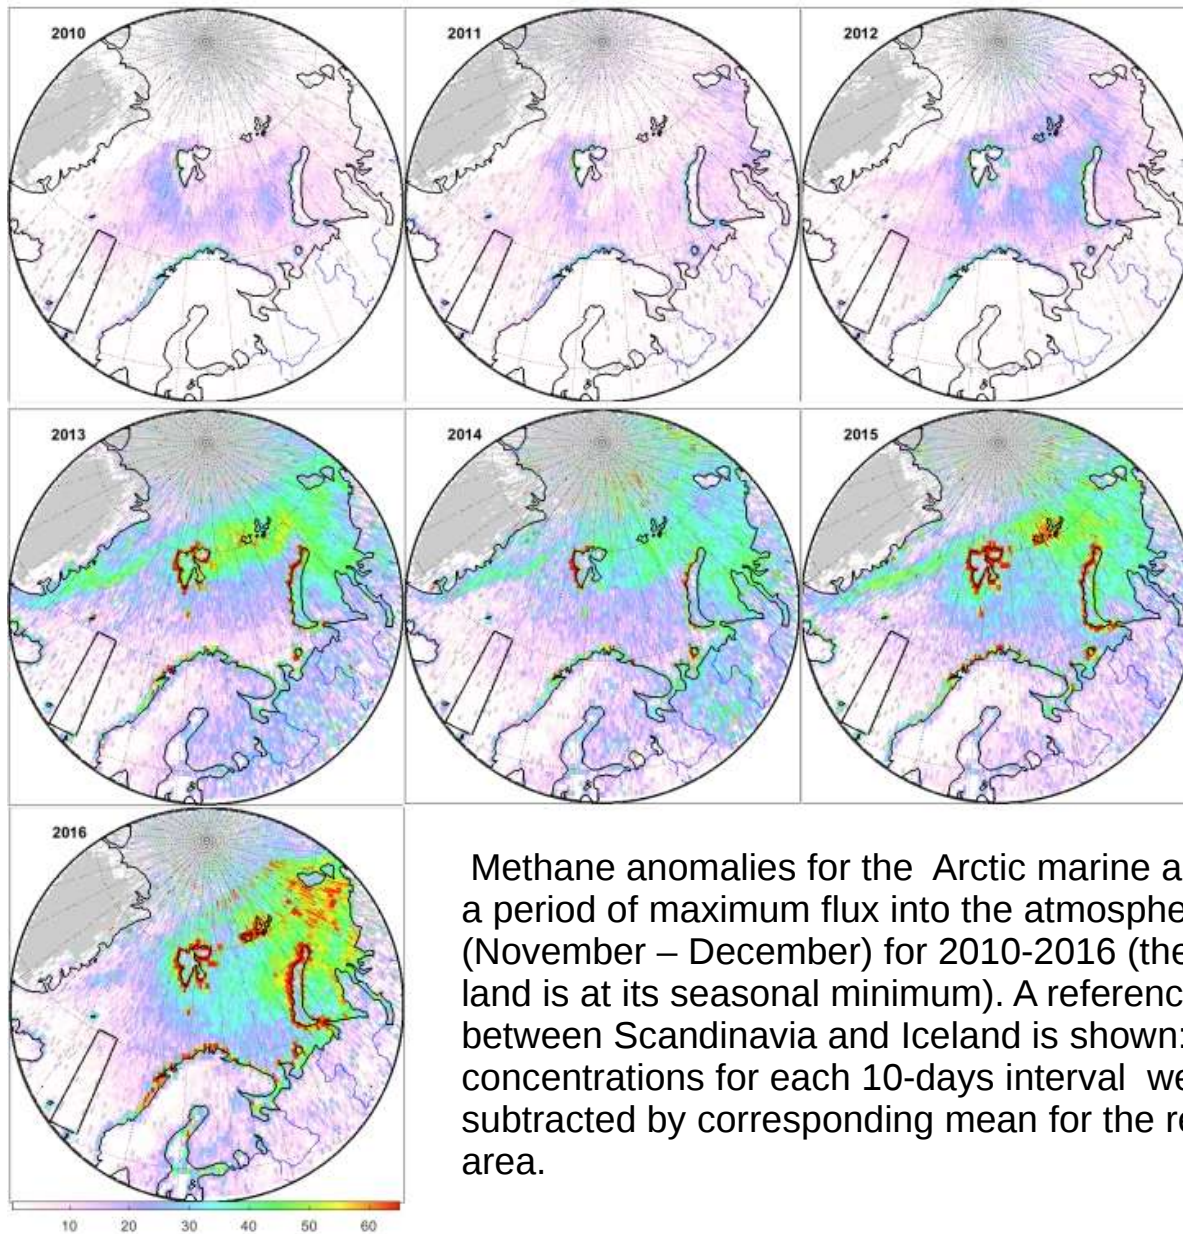 2010
2011
2012
2013
2014
2015
2016
Methane anomalies for the Arctic marine a
a period of maximum flux into the atmosphe
(November – December) for 2010-2016 (the
land is at its seasonal minimum). A referenc
between Scandinavia and Iceland is shown:
concentrations for each 10-days interval we
subtracted by corresponding mean for the re
area.
10 20 30 40 50 60